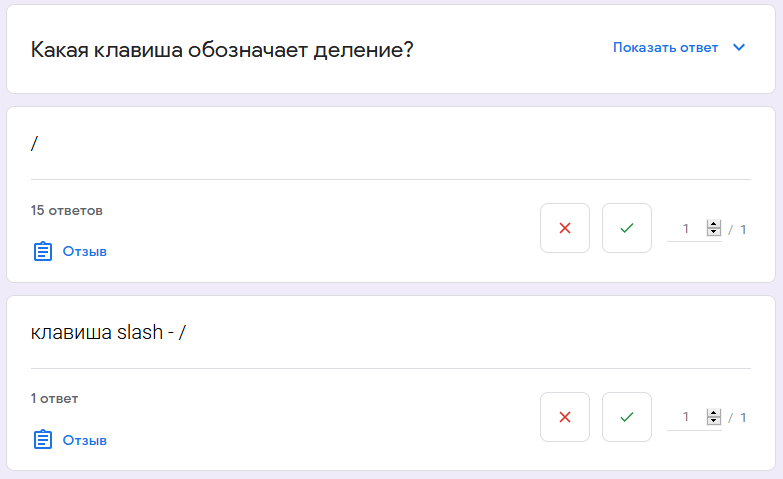 Какая клавиша обозначает деление?
Показать ответ
/
15 ответов
1 / 1
Отзыв
клавиша slash - /
1 ответ
1 / 1
Отзыв